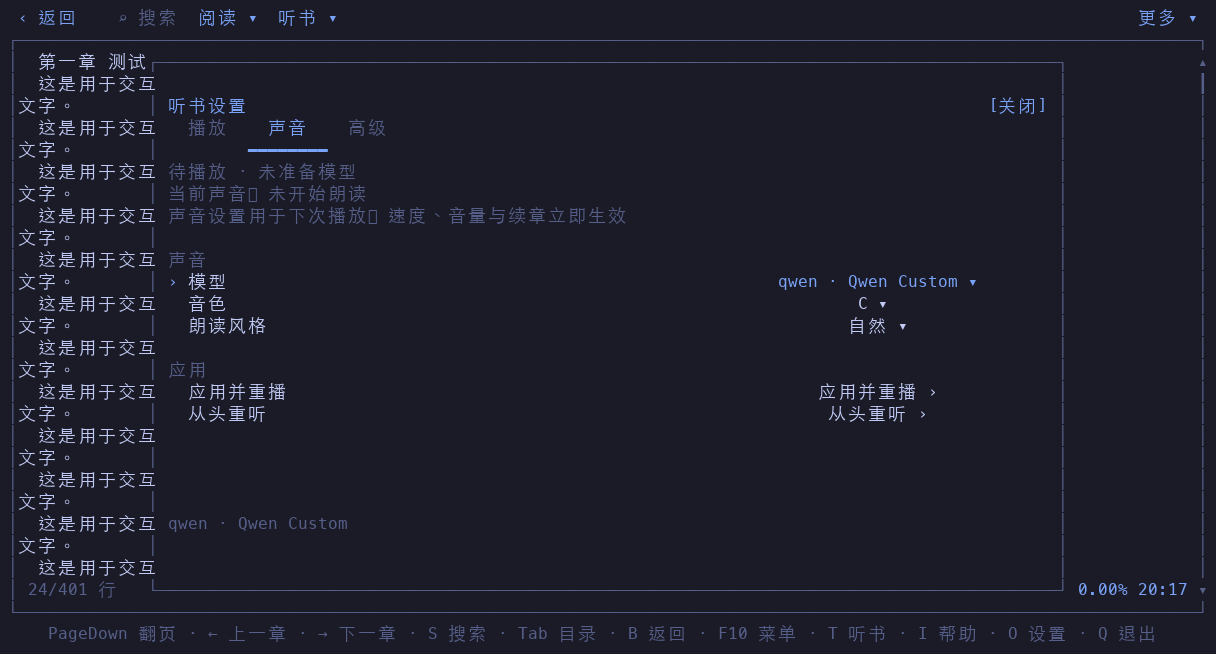 ‹ 返回 ⌕ 搜索 阅读 ▾ 听书 ▾ 更多 ▾
第一章 测试
这是用于交互
文字。 听书设置 [关闭]
这是用于交互 播放 声音 高级
文字。
这是用于交互 待播放 · 未准备模型
文字。 当前声音▯ 未开始朗读
这是用于交互 声音设置用于下次播放▯ 速度、音量与续章立即生效
文字。
这是用于交互 声音
文字。 › 模型 qwen · Qwen Custom ▾
这是用于交互 音色 C ▾
文字。 朗读风格 自然 ▾
这是用于交互
文字。 应用
这是用于交互 应用并重播 应用并重播 ›
文字。 从头重听 从头重听 ›
这是用于交互
文字。
这是用于交互
文字。
这是用于交互 qwen · Qwen Custom
文字。
这是用于交互
24/401 行 0.00% 20:17 ▾
PageDown 翻页 · ← 上一章 · → 下一章 · S 搜索 · Tab 目录 · B 返回 · F10 菜单 · T 听书 · I 帮助 · O 设置 · Q 退出